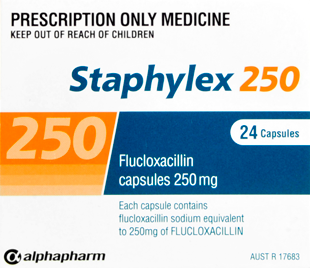 PRESCRIPTION ONLY MEDICINE
KEEP OUT OF REACH OF CHILDREN
Staphylex 250
24 Capsules
250
Flucloxacillin
capsules 250 mg
Each capsule contains
flucloxacillin sodium equivalent
to 250mg of FLUCLOXACILLIN
alphapharm
AUST R 17683